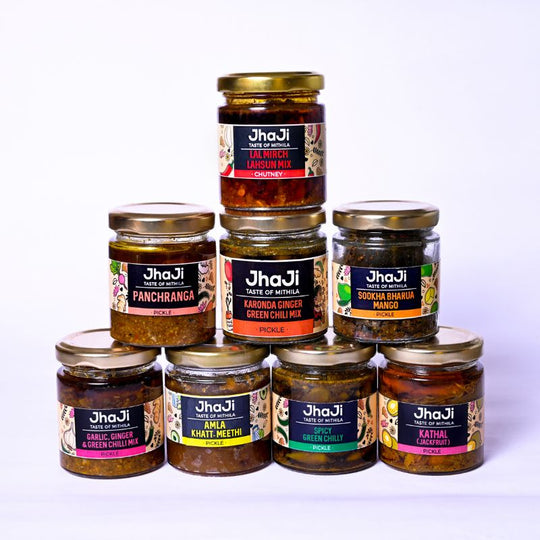 JhaJi
TASTE OF MITHILA
LAL MIRCH
LAHSUN MIX
· CHUTNEY ·
JhaJi
TASTE OF MITHILA
PANCHRANGA
· PICKLE ·
JhaJi
TASTE OF MITHILA
KARONDA GINGER
GREEN CHILI MIX
· PICKLE ·
JhaJi
TASTE OF MITHILA
SOOKHA BHARUA
MANGO
· PICKLE ·
JhaJi
TASTE OF MITHILA
GARLIC, GINGER
& GREEN CHILLI MIX
PICKLE
JhaJi
TASTE OF MITHILA
AMLA
KHATT-MEETHI
· PICKLE ·
JhaJi
TASTE OF MITHILA
SPICY
GREEN CHILLY
· PICKLE ·
JhaJi
TASTE OF MITHILA
KATHAL
(JACKFRUIT)
PICKLE